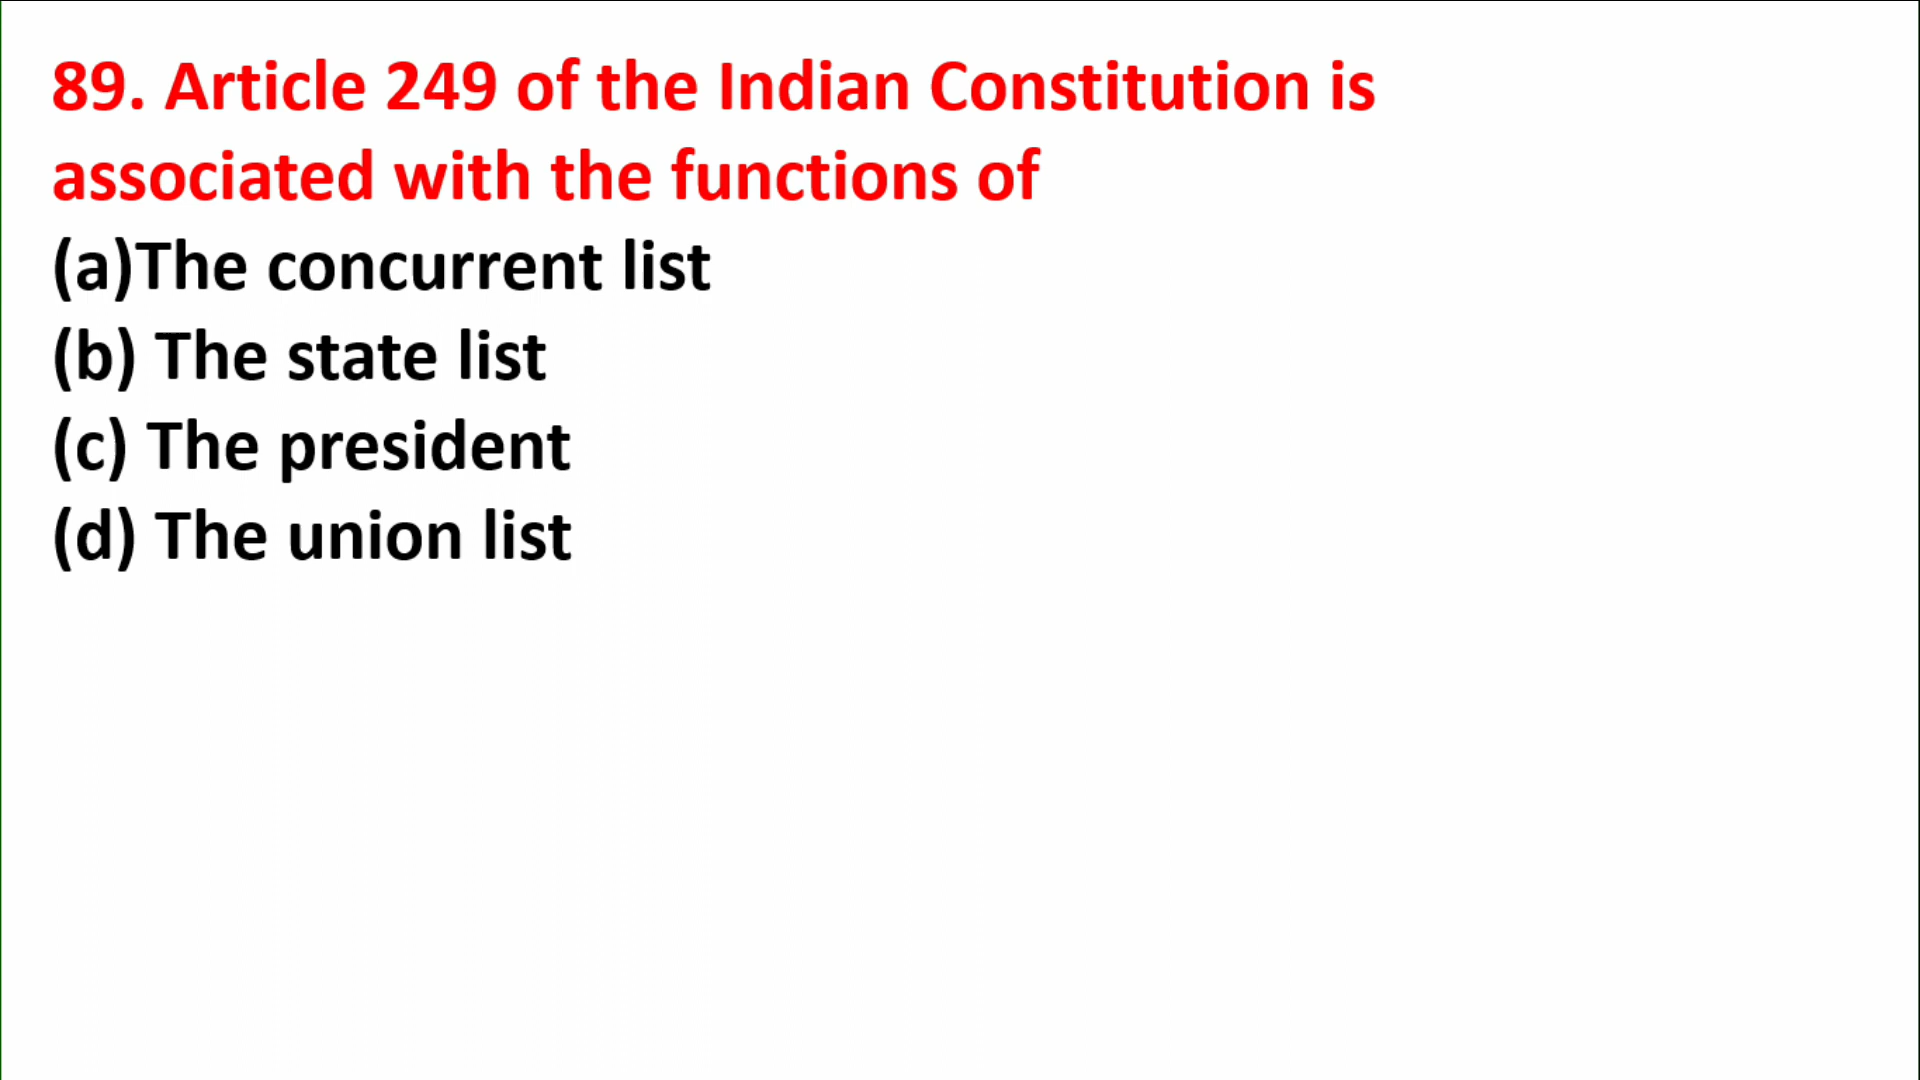 89. Article 249 of the Indian Constitution is
associated with the functions of
(a)The concurrent list
(b) The state list
(c) The president
(d) The union list